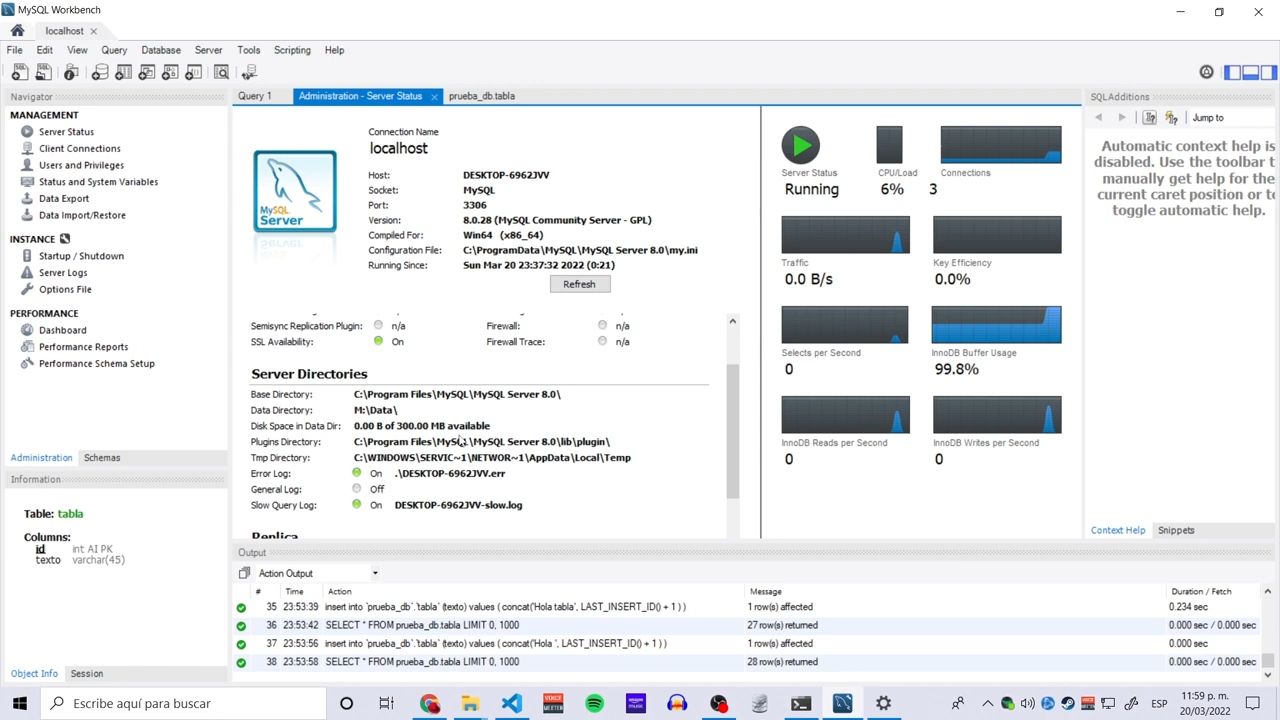 MySQL Workbench
localhost
File Edit View Query Database Server Tools Scripting Help
Navigator
MANAGEMENT
Server Status
Client Connections
Users and Privileges
Status and System Variables
Data Export
Data Import/Restore
INSTANCE
Startup / Shutdown
Server Logs
Options File
PERFORMANCE
Dashboard
Performance Reports
Performance Schema Setup
Administration Schemas
Information
Table: tabla
Columns:
id int AI PK
texto varchar(45)
Object Info Session
Query 1 Administration - Server Status prueba_db.tabla
MySQL
Server
Connection Name
localhost
Host: DESKTOP-6962JVV
Socket: MySQL
Port: 3306
Version: 8.0.28 (MySQL Community Server - GPL)
Compiled For: Win64 (x86_64)
Configuration File: C:\ProgramData\MySQL\MySQL Server 8.0\my.ini
Running Since: Sun Mar 20 23:37:32 2022 (0:21)
Refresh
Semisync Replication Plugin: n/a Firewall: n/a
SSL Availability: On Firewall Trace: n/a
Server Directories
Base Directory: C:\Program Files\MySQL\MySQL Server 8.0\
Data Directory: M:\Data\
Disk Space in Data Dir: 0.00 B of 300.00 MB available
Plugins Directory: C:\Program Files\MySQL\MySQL Server 8.0\lib\plugin\
Tmp Directory: C:\WINDOWS\SERVIC~1\NETWOR~1\AppData\Local\Temp
Error Log: On .\DESKTOP-6962JVV.err
General Log: Off
Slow Query Log: On DESKTOP-6962JVV-slow.log
Replica
Server Status CPU/Load Connections
Running 6% 3
Traffic Key Efficiency
0.0 B/s 0.0%
Selects per Second InnoDB Buffer Usage
0 99.8%
InnoDB Reads per Second InnoDB Writes per Second
0 0
SQLAdditions
Jump to
Automatic context help is
disabled. Use the toolbar t
manually get help for the
current caret position or to
toggle automatic help.
Context Help Snippets
Output
Action Output
# Time Action Message Duration / Fetch
35 23:53:39 insert into `prueba_db`.`tabla` (texto) values ( concat('Hola tabla', LAST_INSERT_ID() + 1 ) ) 1 row(s) affected 0.234 sec
36 23:53:42 SELECT * FROM prueba_db.tabla LIMIT 0, 1000 27 row(s) returned 0.000 sec / 0.000 sec
37 23:53:56 insert into `prueba_db`.`tabla` (texto) values ( concat('Hola ', LAST_INSERT_ID() + 1 ) ) 1 row(s) affected 0.000 sec
38 23:53:58 SELECT * FROM prueba_db.tabla LIMIT 0, 1000 28 row(s) returned 0.000 sec / 0.000 sec
Escribe aquí para buscar
ESP
11:59 p. m.
20/03/2022